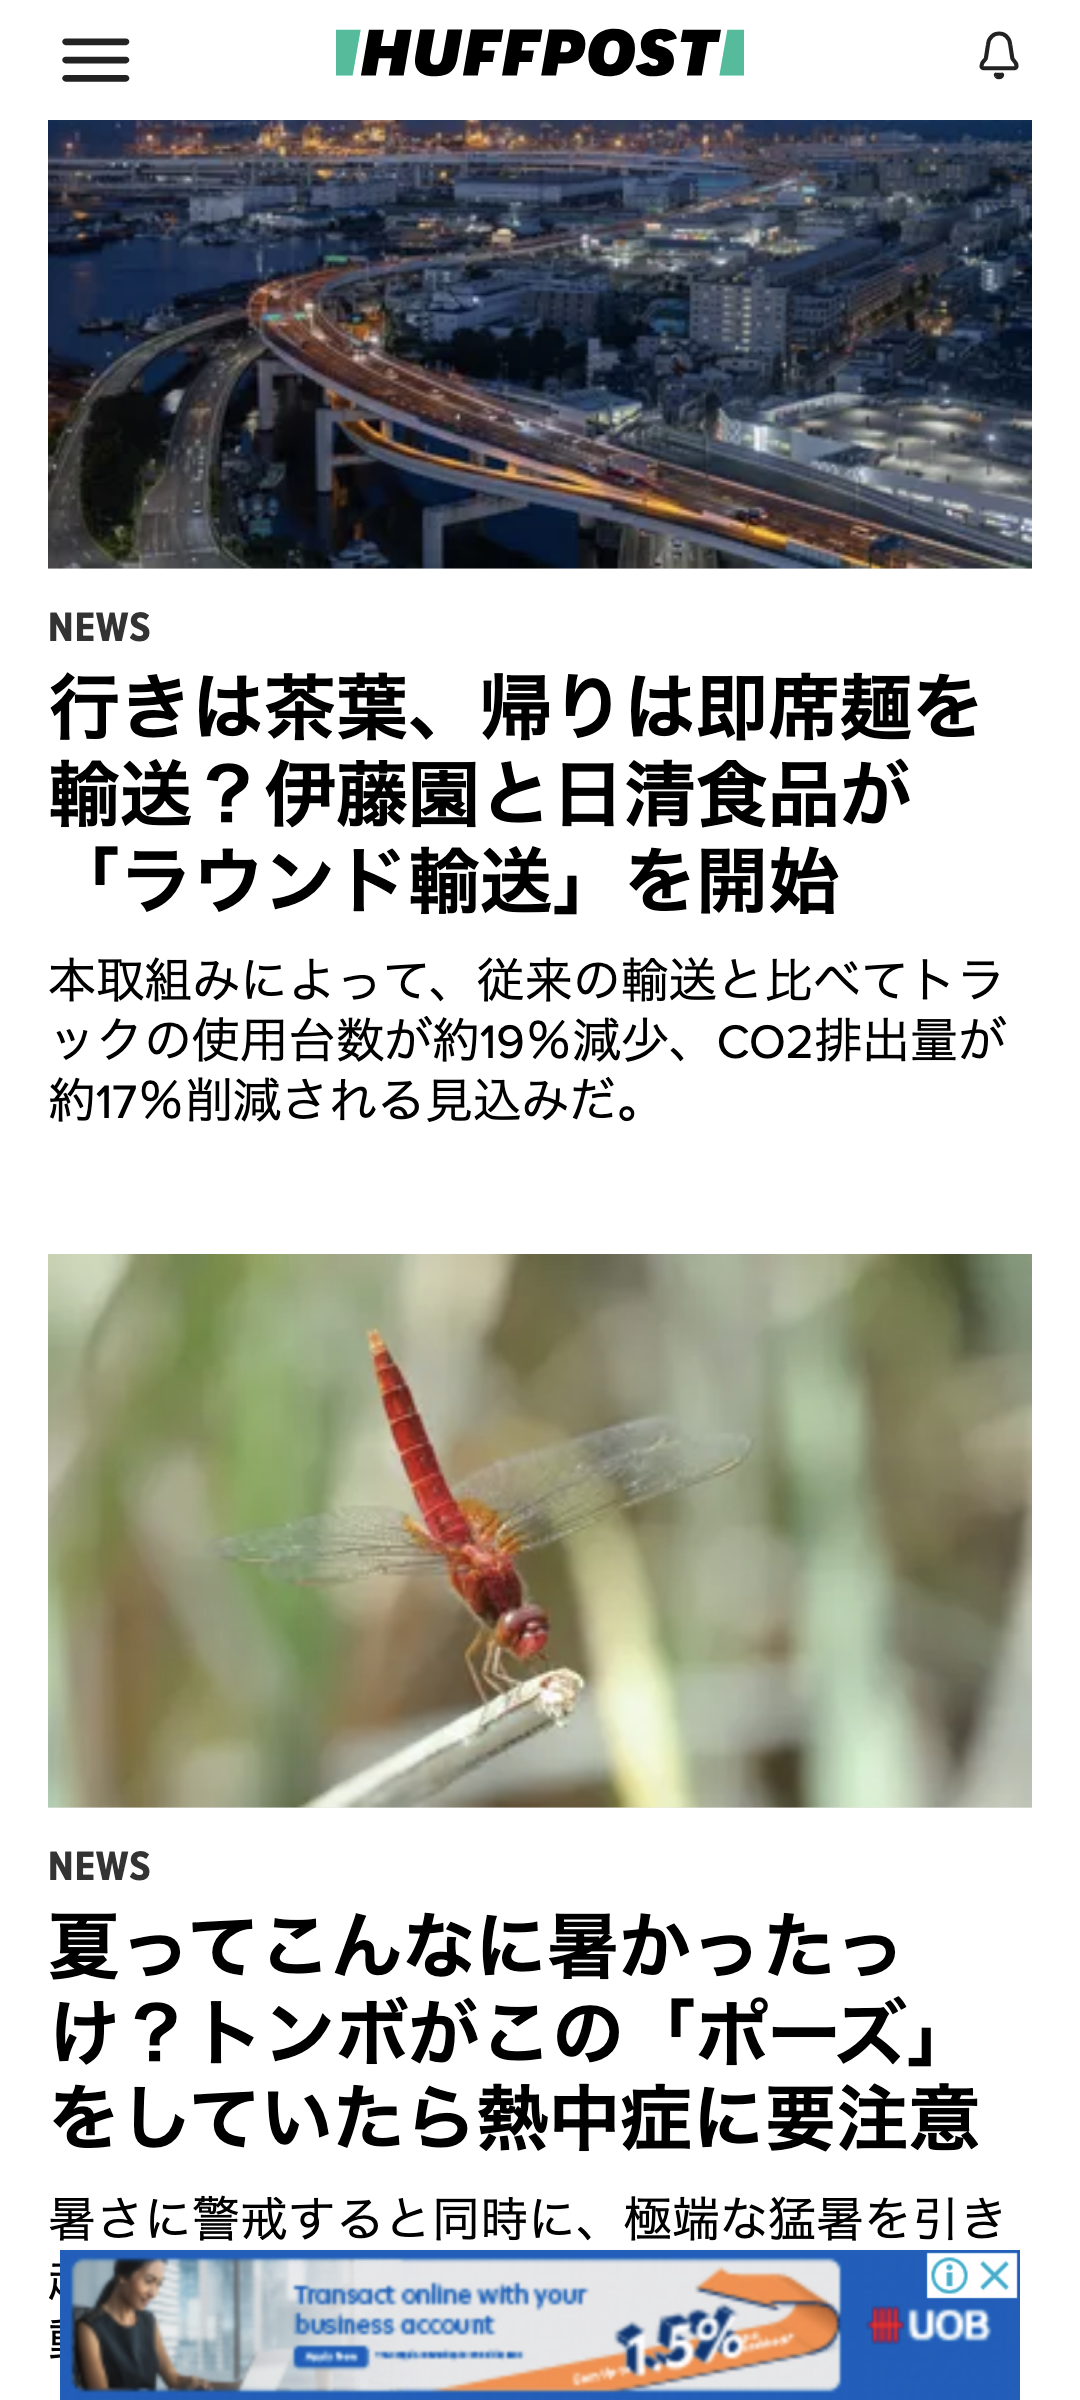 HUFFPOST
NEWS
行きは茶葉、帰りは即席麺を
輸送？伊藤園と日清食品が
「ラウンド輸送」を開始
本取組みによって、従来の輸送と比べてトラ
ックの使用台数が約19％減少、CO2排出量が
約17％削減される見込みだ。
NEWS
夏ってこんなに暑かったっ
け？トンボがこの「ポーズ」
をしていたら熱中症に要注意
暑さに警戒すると同時に、極端な猛暑を引き
Transact online with your
business account
Apply Now
1.5%
UOB